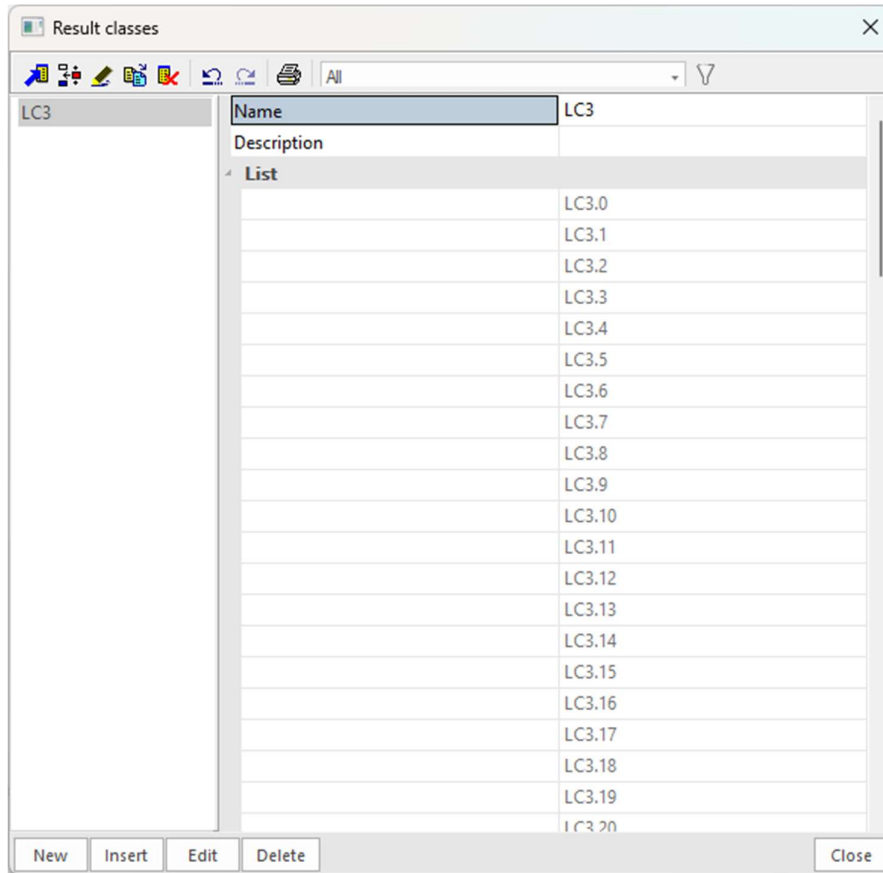 Result classes
All
LC3
Name LC3
Description
List
LC3.0
LC3.1
LC3.2
LC3.3
LC3.4
LC3.5
LC3.6
LC3.7
LC3.8
LC3.9
LC3.10
LC3.11
LC3.12
LC3.13
LC3.14
LC3.15
LC3.16
LC3.17
LC3.18
LC3.19
LC3.20
New Insert Edit Delete Close